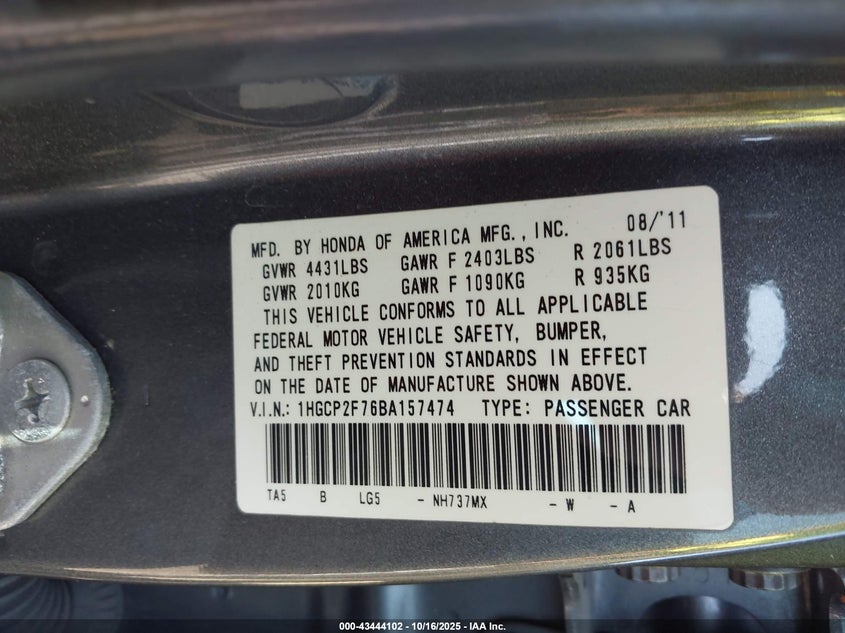 MFD. BY HONDA OF AMERICA MFG., INC. 08/'11
GVWR 4431LBS GAWR F 2403LBS R 2061LBS
GVWR 2010KG GAWR F 1090KG R 935KG
THIS VEHICLE CONFORMS TO ALL APPLICABLE
FEDERAL MOTOR VEHICLE SAFETY, BUMPER,
AND THEFT PREVENTION STANDARDS IN EFFECT
ON THE DATE OF MANUFACTURE SHOWN ABOVE.
V.I.N.: 1HGCP2F76BA157474 TYPE: PASSENGER CAR
TA5 B LG5 - NH737MX - W - A
000-43444102 - 10/16/2025 - IAA Inc.